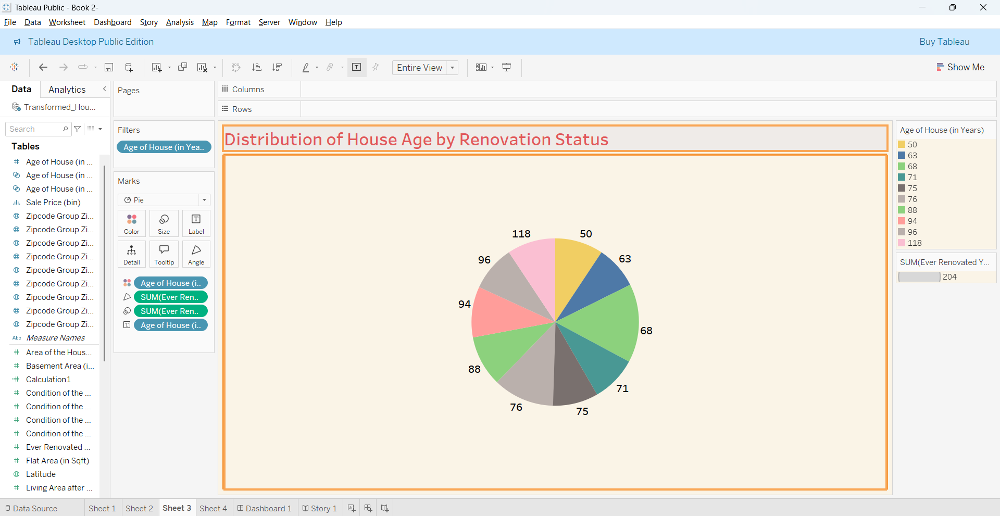 Tableau Public - Book 2-
File Data Worksheet Dashboard Story Analysis Map Format Server Window Help
Tableau Desktop Public Edition
Buy Tableau
Entire View
Show Me
Data Analytics
Transformed_Hou...
Search
Tables
Age of House (in ...
Age of House (in ...
Age of House (in ...
Sale Price (bin)
Zipcode Group Zi...
Zipcode Group Zi...
Zipcode Group Zi...
Zipcode Group Zi...
Zipcode Group Zi...
Zipcode Group Zi...
Zipcode Group Zi...
Zipcode Group Zi...
Zipcode Group Zi...
Abc Measure Names
Area of the Hous...
Basement Area (i...
Calculation1
Condition of the ...
Condition of the ...
Condition of the ...
Condition of the ...
Ever Renovated ...
Flat Area (in Sqft)
Latitude
Living Area after ...
Pages
Filters
Age of House (in Yea..
Marks
Pie
Color Size Label
Detail Tooltip Angle
Age of House (i..
SUM(Ever Ren..
SUM(Ever Ren..
Age of House (i..
Columns
Rows
Distribution of House Age by Renovation Status
118
50
96
63
94
68
88
71
76
75
Age of House (in Years)
50
63
68
71
75
76
88
94
96
118
SUM(Ever Renovated Y...
204
Data Source Sheet 1 Sheet 2 Sheet 3 Sheet 4 Dashboard 1 Story 1